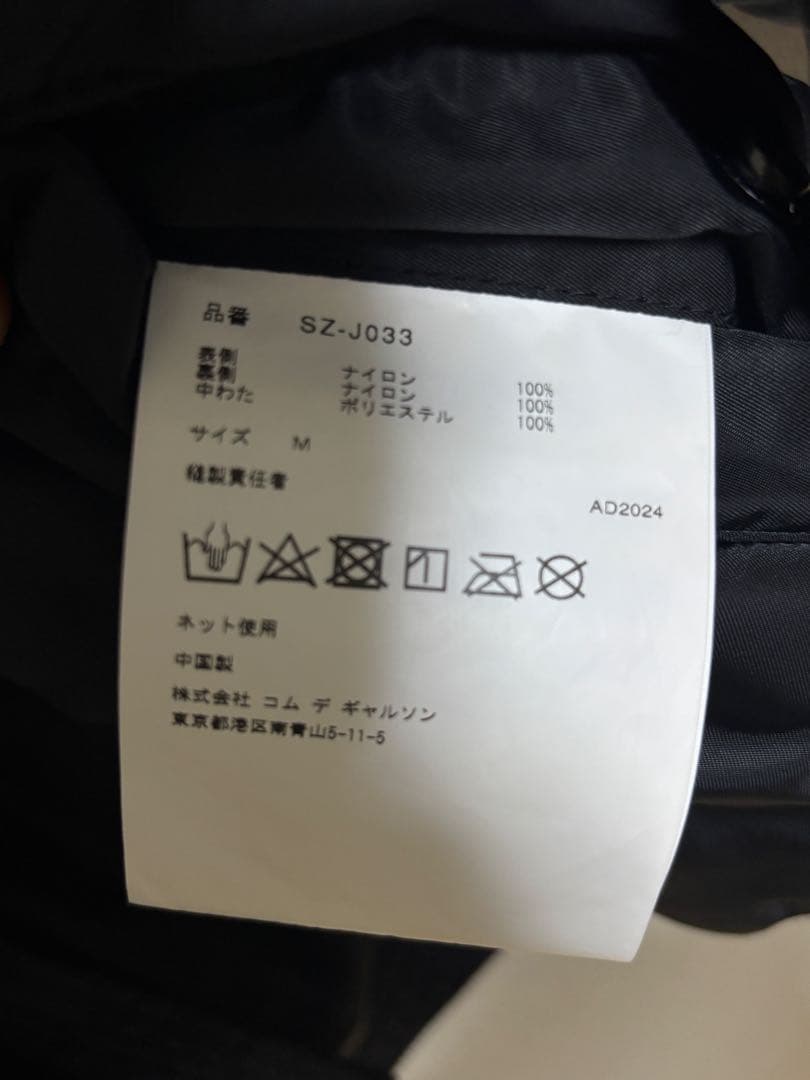 品番 SZ-J033
表側 ナイロン 100%
裏側 ナイロン 100%
中わた ポリエステル 100%
サイズ M
縫製責任者
AD2024
ネット使用
中国製
株式会社 コム デ ギャルソン
東京都港区南青山5-11-5